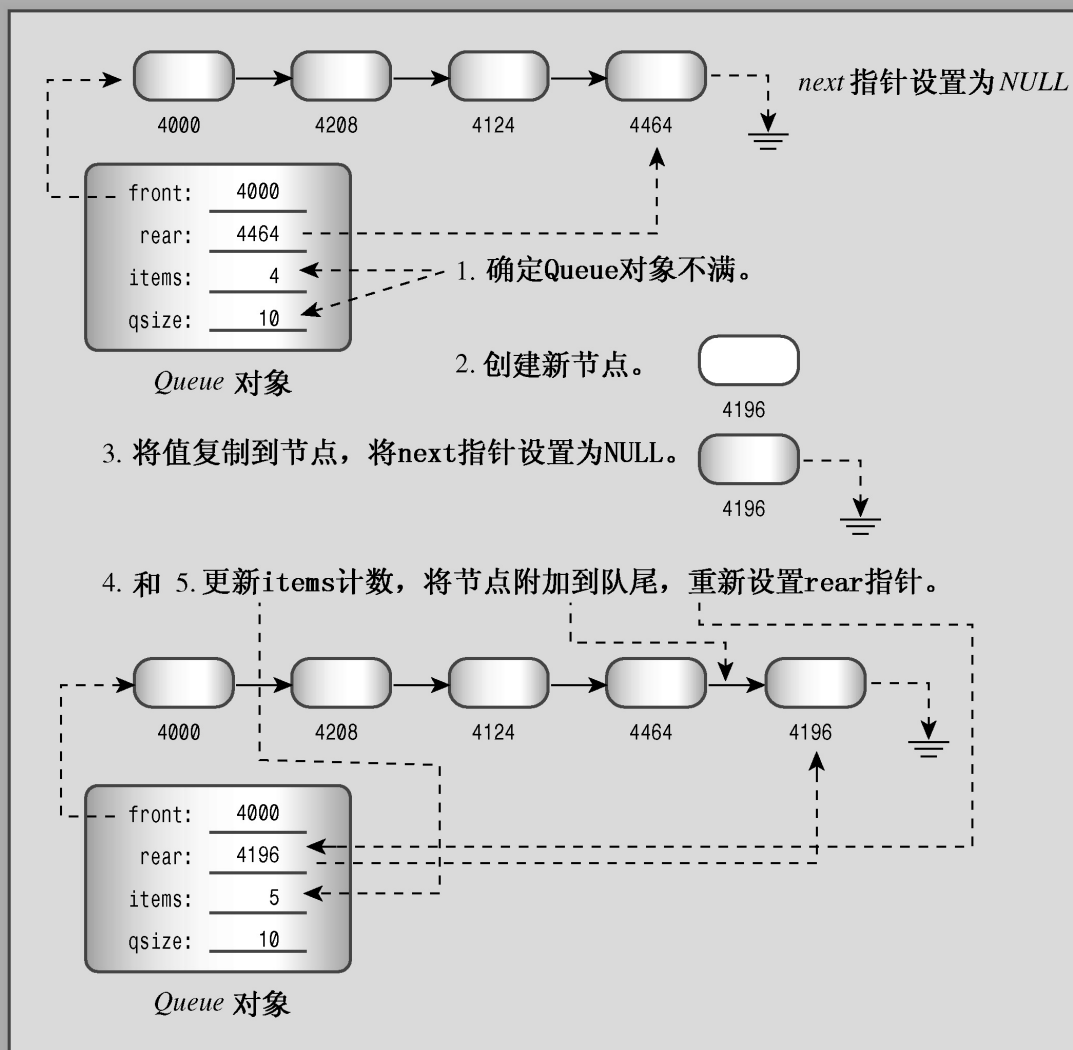 next 指针设置为 NULL
4000 4208 4124 4464
front: 4000
rear: 4464
items: 4
qsize: 10
Queue 对象
1. 确定Queue对象不满。
2. 创建新节点。
4196
3. 将值复制到节点，将next指针设置为NULL。
4196
4. 和 5. 更新items计数，将节点附加到队尾，重新设置rear指针。
4000 4208 4124 4464 4196
front: 4000
rear: 4196
items: 5
qsize: 10
Queue 对象